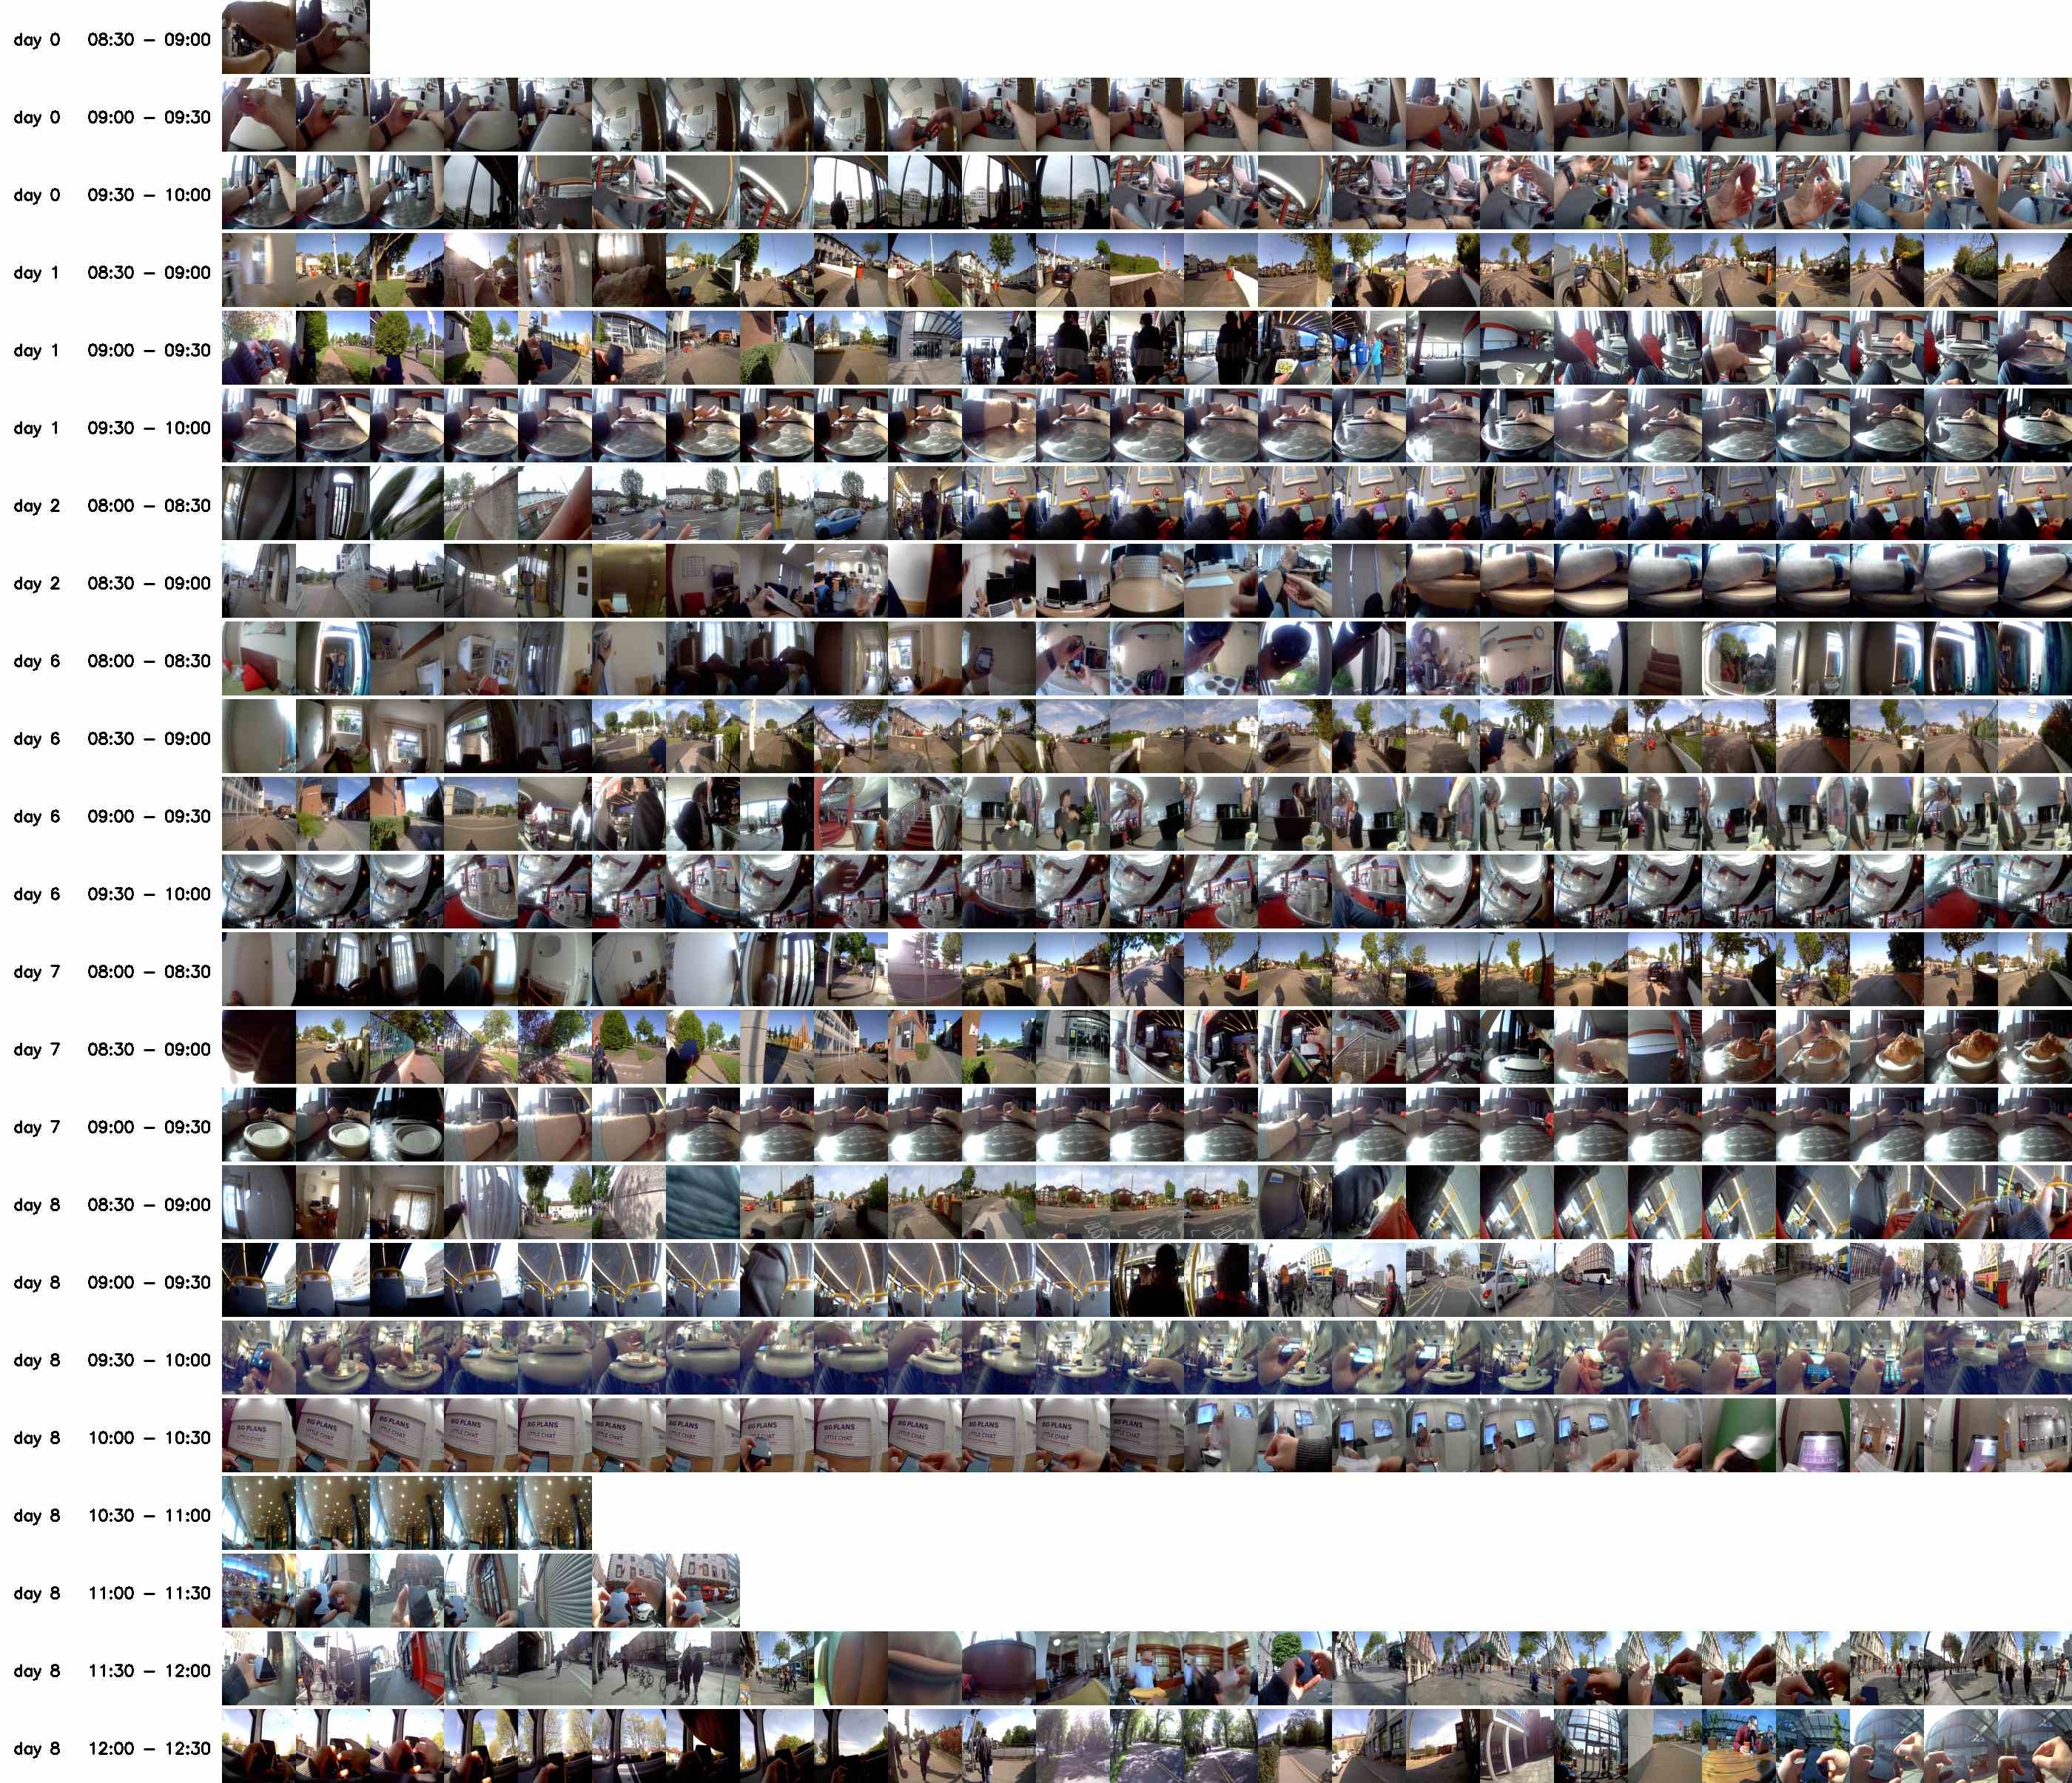 day 0 08:30 – 09:00
day 0 09:00 – 09:30
day 0 09:30 – 10:00
day 1 08:30 – 09:00
day 1 09:00 – 09:30
day 1 09:30 – 10:00
day 2 08:00 – 08:30
day 2 08:30 – 09:00
day 6 08:00 – 08:30
day 6 08:30 – 09:00
day 6 09:00 – 09:30
day 6 09:30 – 10:00
day 7 08:00 – 08:30
day 7 08:30 – 09:00
day 7 09:00 – 09:30
day 8 08:30 – 09:00
day 8 09:00 – 09:30
day 8 09:30 – 10:00
day 8 10:00 – 10:30
BIG PLANS
LITTLE CHAT
day 8 10:30 – 11:00
day 8 11:00 – 11:30
day 8 11:30 – 12:00
day 8 12:00 – 12:30